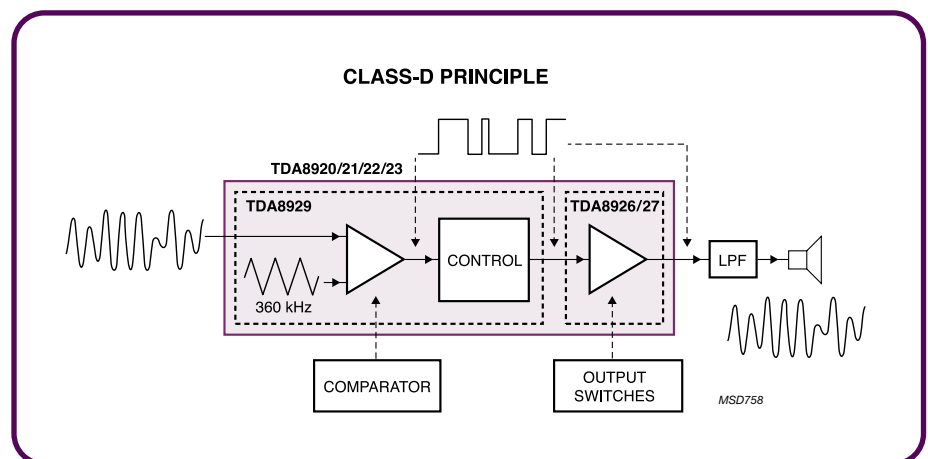 CLASS-D PRINCIPLE
TDA8920/21/22/23
TDA8929
TDA8926/27
CONTROL
LPF
360 kHz
COMPARATOR
OUTPUT
SWITCHES
MSD758